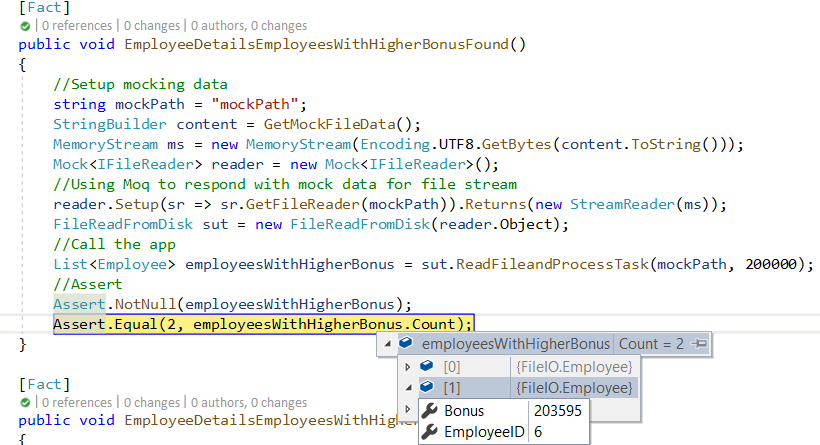 [Fact]
| 0 references | 0 changes | 0 authors, 0 changes
public void EmployeeDetailsEmployeesWithHigherBonusFound()
{
//Setup mocking data
string mockPath = "mockPath";
StringBuilder content = GetMockFileData();
MemoryStream ms = new MemoryStream(Encoding.UTF8.GetBytes(content.ToString()));
Mock<IFileReader> reader = new Mock<IFileReader>();
//Using Moq to respond with mock data for file stream
reader.Setup(sr => sr.GetFileReader(mockPath)).Returns(new StreamReader(ms));
FileReadFromDisk sut = new FileReadFromDisk(reader.Object);
//Call the app
List<Employee> employeesWithHigherBonus = sut.ReadFileandProcessTask(mockPath, 200000);
//Assert
Assert.NotNull(employeesWithHigherBonus);
Assert.Equal(2, employeesWithHigherBonus.Count);
}
employeesWithHigherBonus Count = 2
[0] {FileIO.Employee}
[1] {FileIO.Employee}
Bonus 203595
EmployeeID 6
[Fact]
| 0 references | 0 changes | 0 authors, 0 changes
public void EmployeeDetailsEmployeesWithHigher
{